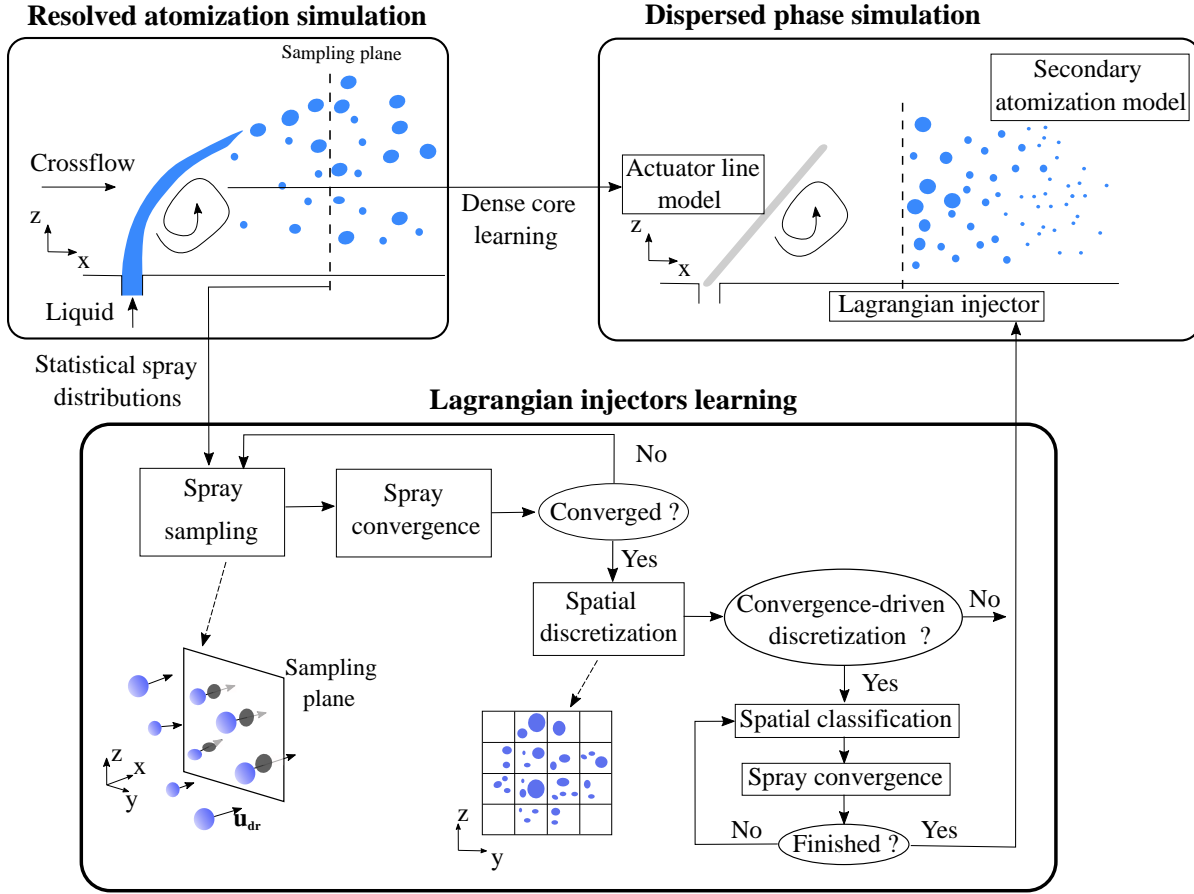 Resolved atomization simulation
Sampling plane
Crossflow
z
x
Liquid
Dense core
learning
Dispersed phase simulation
Secondary
atomization model
Actuator line
model
z
x
Lagrangian injector
Statistical spray
distributions
Lagrangian injectors learning
No
Spray
sampling
Spray
convergence
Converged ?
Yes
Spatial
discretization
Convergence-driven
discretization ?
No
Yes
Sampling
plane
z
x
y
u_dr
z
y
Spatial classification
Spray convergence
No
Finished ?
Yes